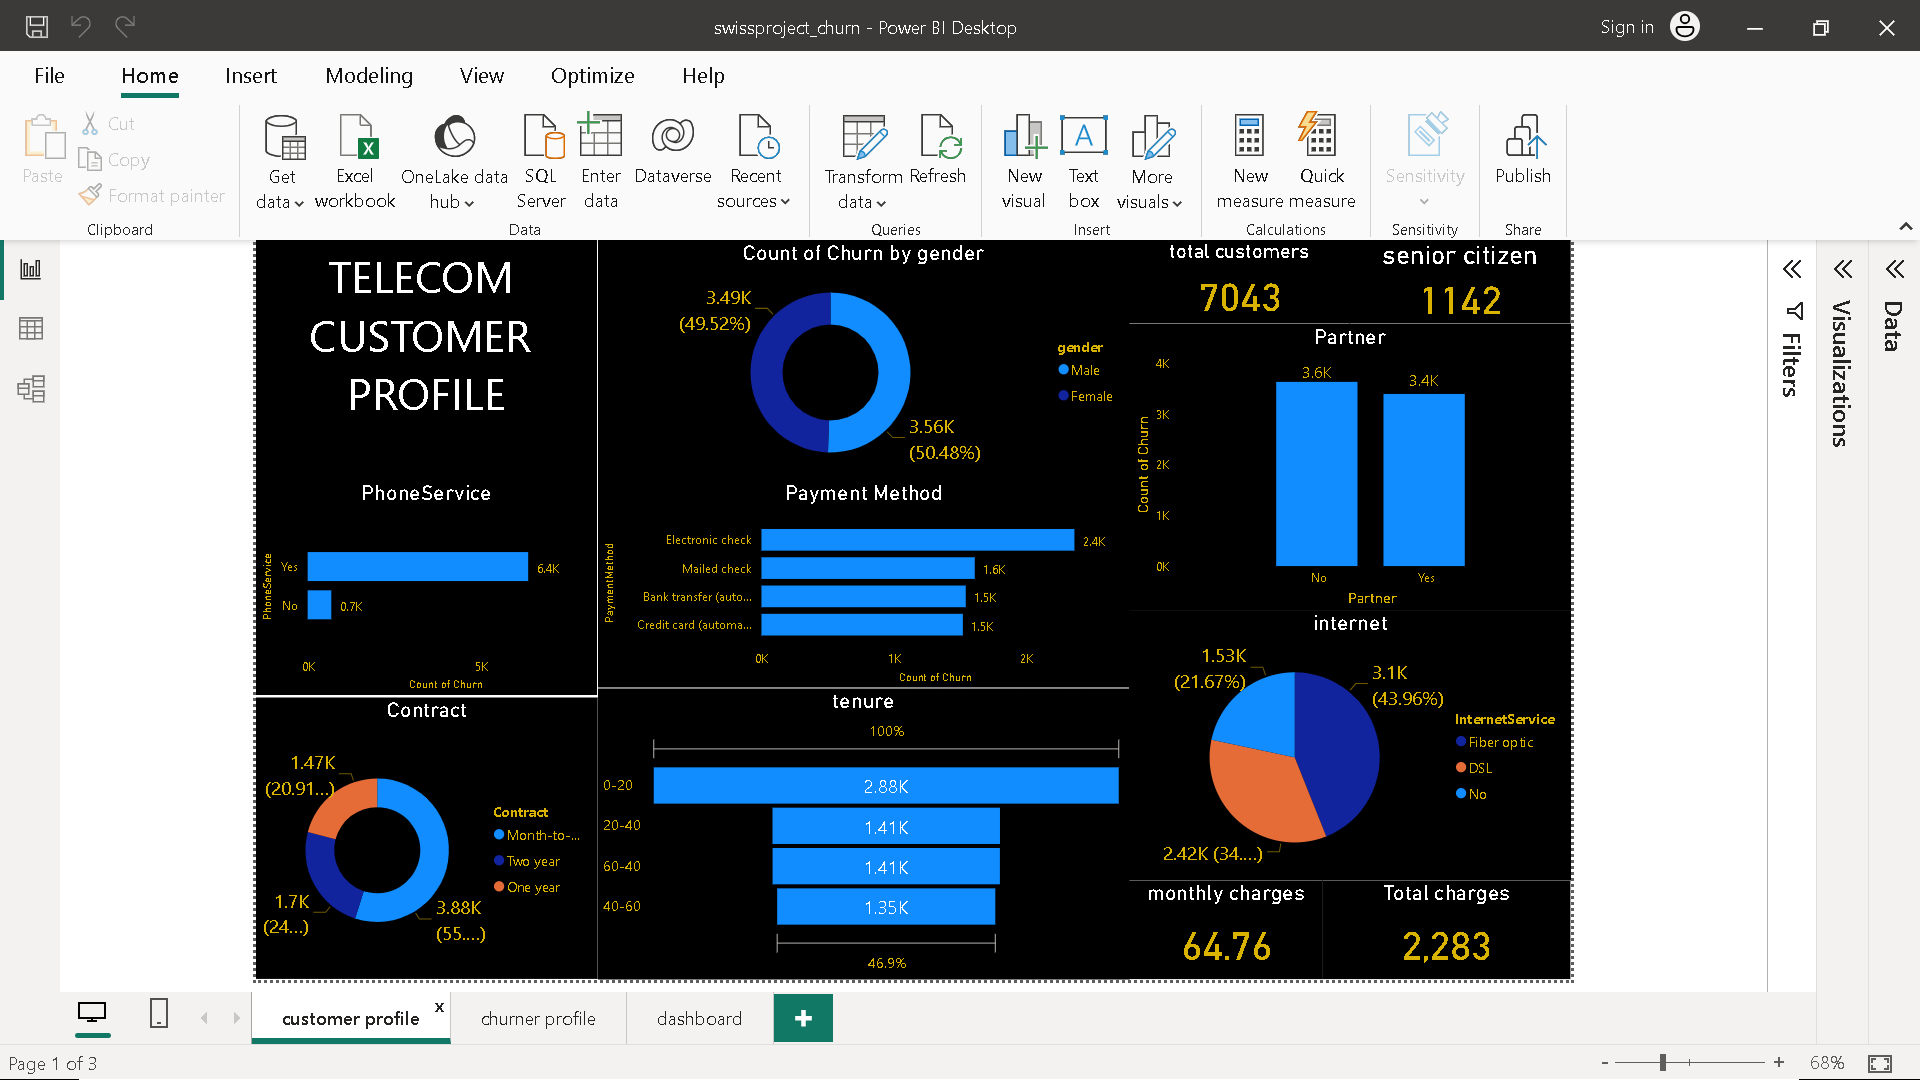 swissproject_churn - Power BI Desktop
Sign in
File
Home
Insert
Modeling
View
Optimize
Help
Paste
Cut
Copy
Format painter
Clipboard
Get data
Excel workbook
OneLake data hub
SQL Server
Enter data
Dataverse
Recent sources
Data
Transform data
Refresh
Queries
New visual
Text box
A
More visuals
Insert
New measure
Quick measure
Calculations
Sensitivity
Sensitivity
Publish
Share
TELECOM
CUSTOMER
PROFILE
PhoneService
PhoneService
Yes
6.4K
No
0.7K
0K
5K
Count of Churn
Contract
1.47K
(20.91...)
1.7K
(24...)
3.88K
(55....)
Contract
Month-to-...
Two year
One year
Count of Churn by gender
3.49K
(49.52%)
3.56K
(50.48%)
gender
Male
Female
Payment Method
PaymentMethod
Electronic check
2.4K
Mailed check
1.6K
Bank transfer (auto...
1.5K
Credit card (automa...
1.5K
0K
1K
2K
Count of Churn
tenure
100%
0-20
2.88K
20-40
1.41K
60-40
1.41K
40-60
1.35K
46.9%
total customers
7043
senior citizen
1142
Partner
Count of Churn
4K
3K
2K
1K
0K
3.6K
3.4K
No
Yes
Partner
internet
1.53K
(21.67%)
3.1K
(43.96%)
2.42K (34....)
InternetService
Fiber optic
DSL
No
monthly charges
64.76
Total charges
2,283
Filters
Visualizations
Data
customer profile
x
churner profile
dashboard
+
Page 1 of 3
-
+
68%